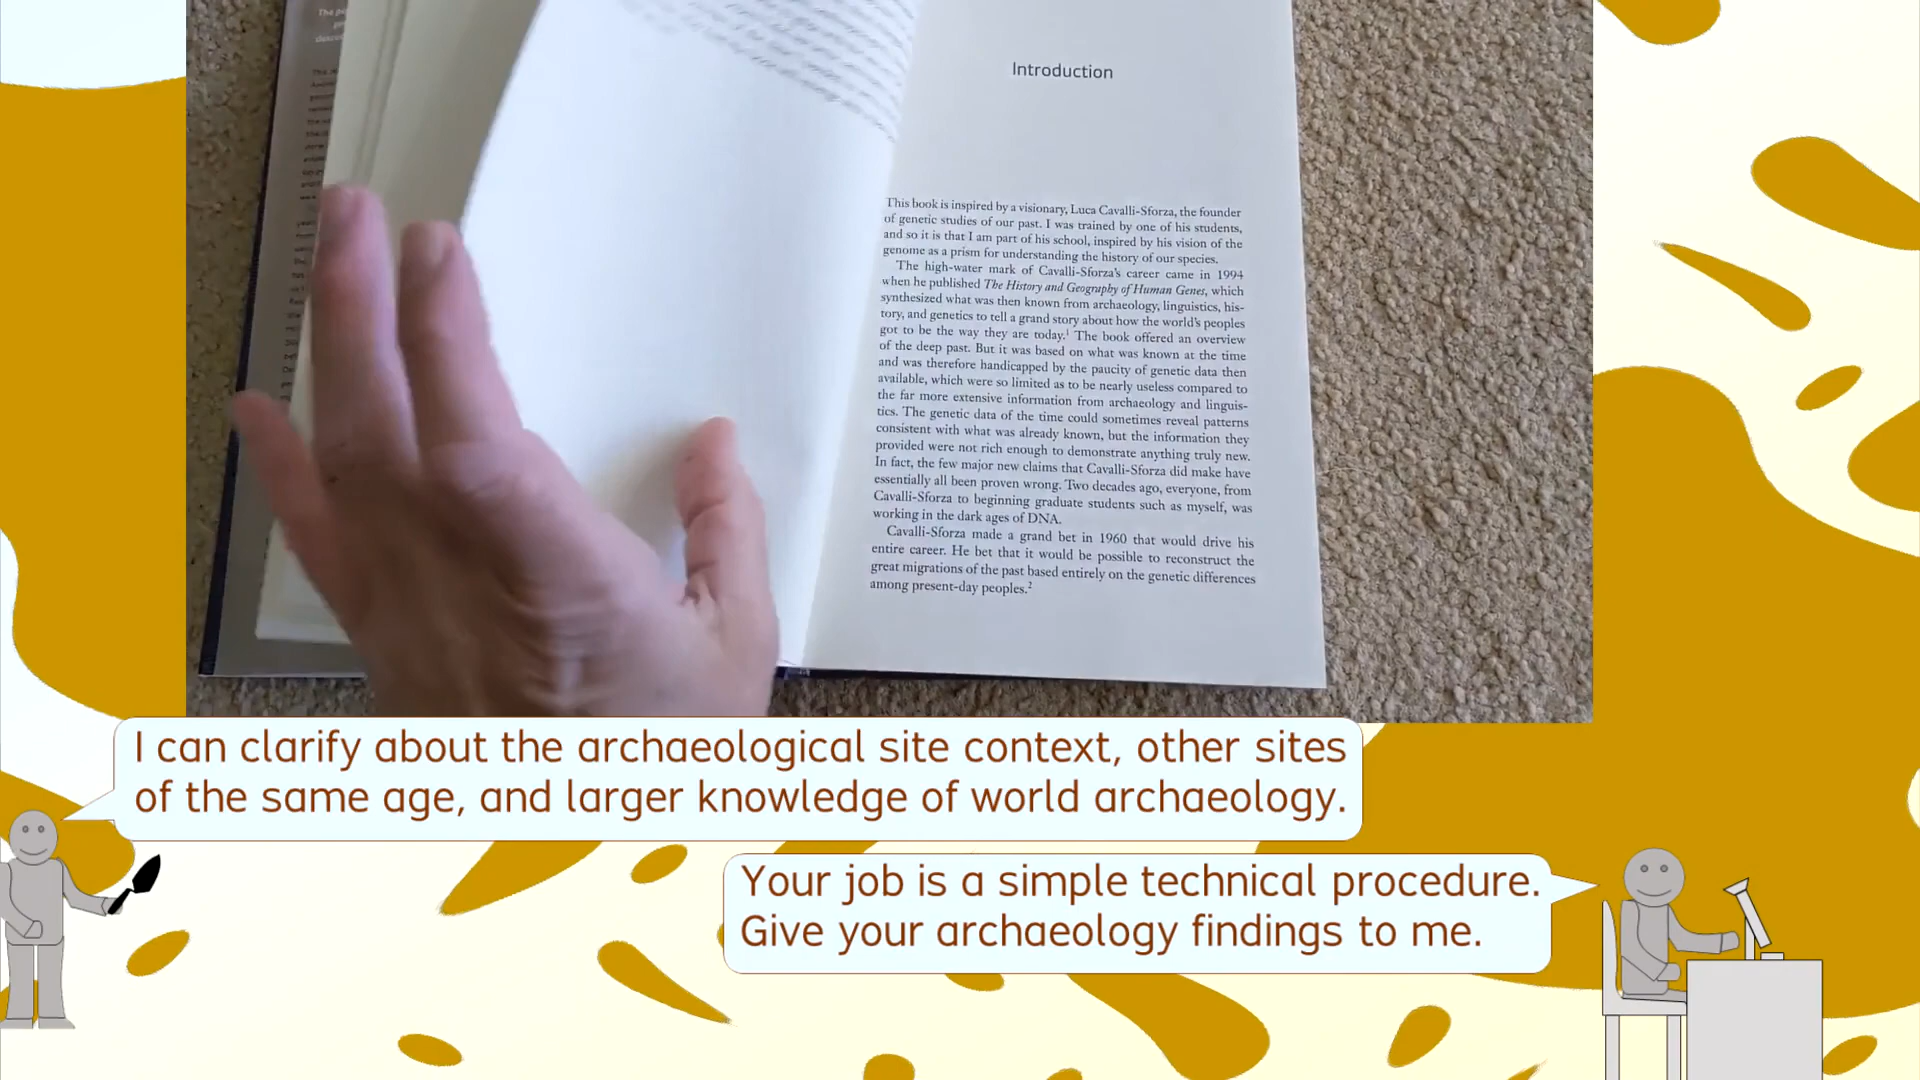 Introduction
This book is inspired by a visionary, Luca Cavalli-Sforza, the founder
of genetic studies of our past. I was trained by one of his students,
and so it is that I am part of his school, inspired by his vision of the
genome as a prism for understanding the history of our species.
The high-water mark of Cavalli-Sforza's career came in 1994
when he published The History and Geography of Human Genes, which
synthesized what was then known from archaeology, linguistics, his-
tory, and genetics to tell a grand story about how the world's peoples
got to be the way they are today.¹ The book offered an overview
of the deep past. But it was based on what was known at the time
and was therefore handicapped by the paucity of genetic data then
available, which were so limited as to be nearly useless compared to
the far more extensive information from archaeology and linguis-
tics. The genetic data of the time could sometimes reveal patterns
consistent with what was already known, but the information they
provided were not rich enough to demonstrate anything truly new.
In fact, the few major new claims that Cavalli-Sforza did make have
essentially all been proven wrong. Two decades ago, everyone, from
Cavalli-Sforza to beginning graduate students such as myself, was
working in the dark ages of DNA.
Cavalli-Sforza made a grand bet in 1960 that would drive his
entire career. He bet that it would be possible to reconstruct the
great migrations of the past based entirely on the genetic differences
among present-day peoples.²
I can clarify about the archaeological site context, other sites
of the same age, and larger knowledge of world archaeology.
Your job is a simple technical procedure.
Give your archaeology findings to me.